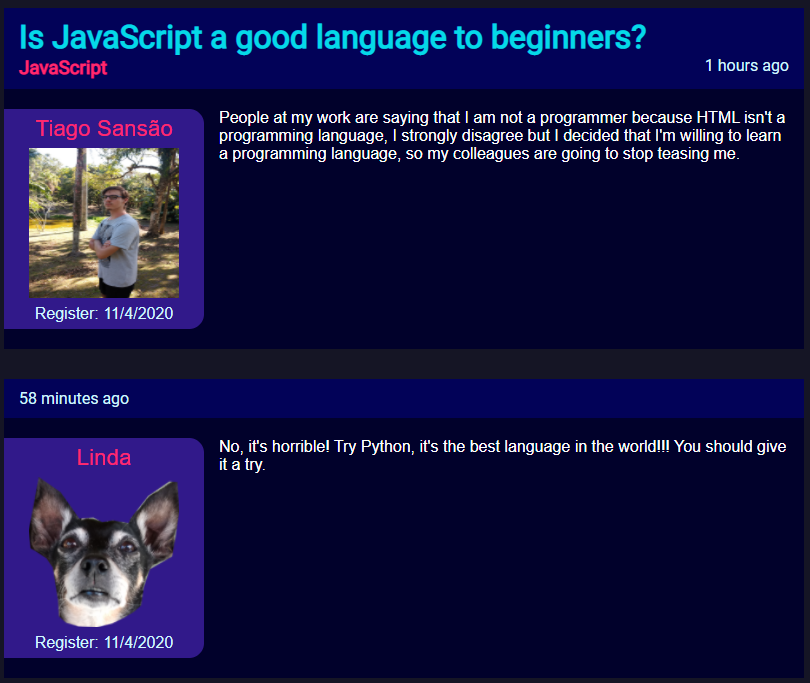 Is JavaScript a good language to beginners?
JavaScript
1 hours ago
Tiago Sansão
Register: 11/4/2020
People at my work are saying that I am not a programmer because HTML isn't a
programming language, I strongly disagree but I decided that I'm willing to learn
a programming language, so my colleagues are going to stop teasing me.
58 minutes ago
Linda
Register: 11/4/2020
No, it's horrible! Try Python, it's the best language in the world!!! You should give
it a try.